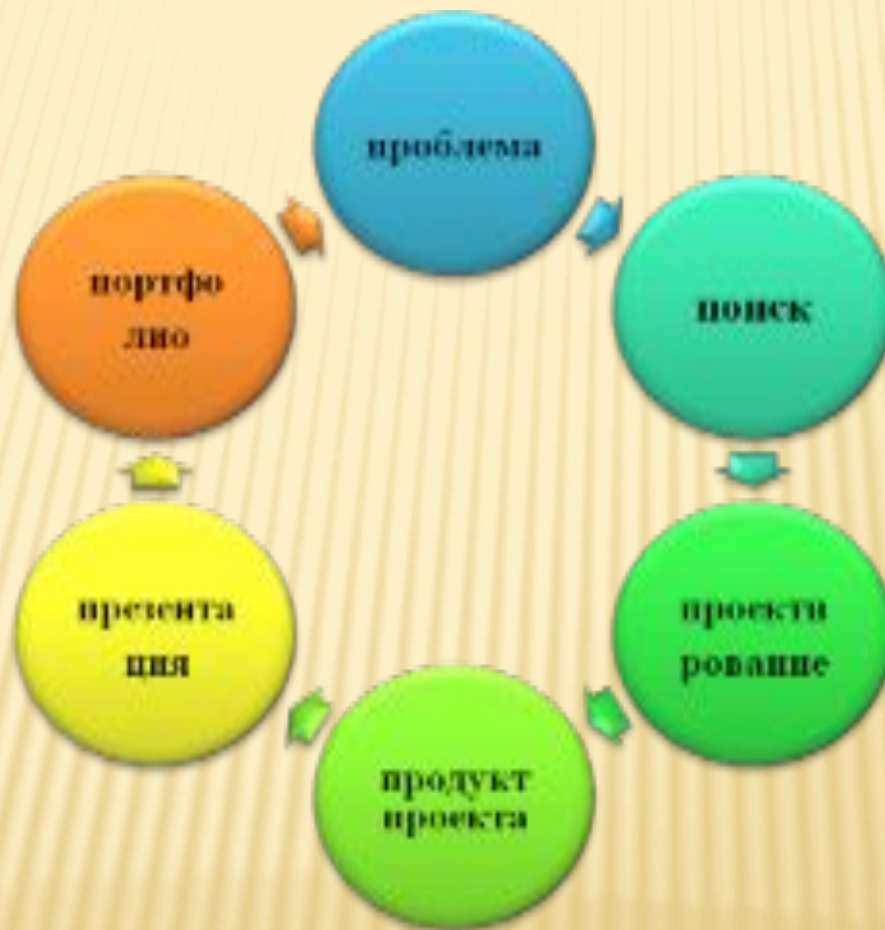 проблема
поиск
проекти
рование
продукт
проекта
презента
ция
портфо
лио